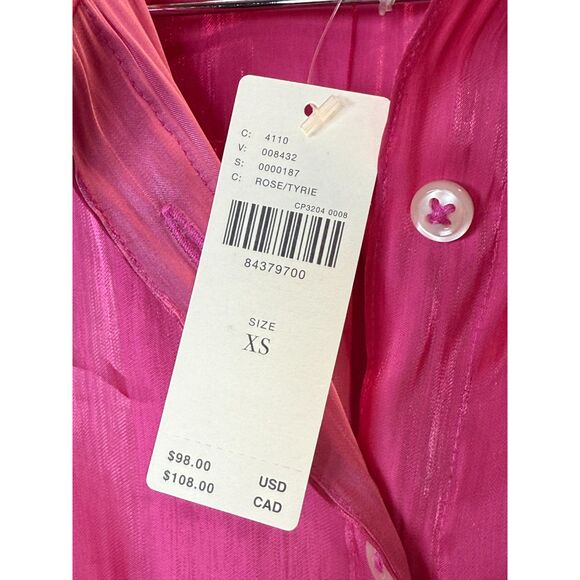 C: 4110
V: 008432
S: 0000187
C: ROSE/TYRIE
CP3204 0008
84379700
SIZE
XS
$98.00 USD
$108.00 CAD